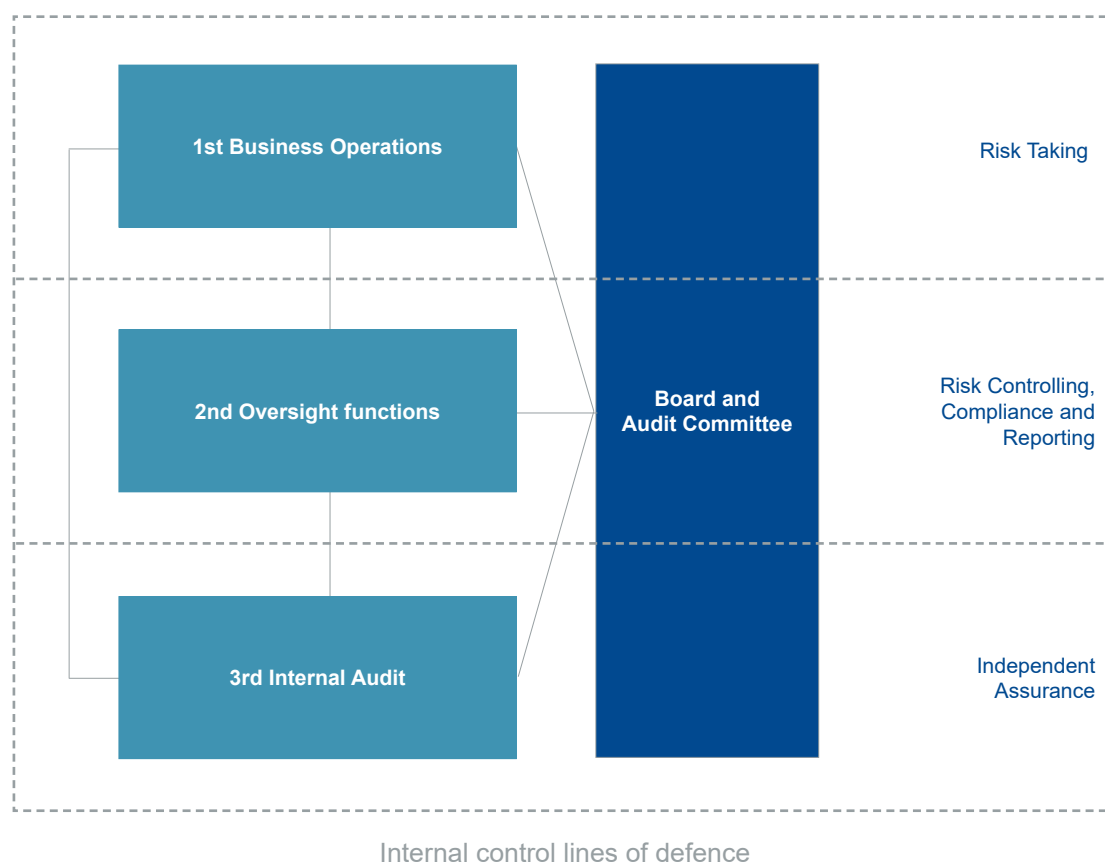 1st Business Operations
Risk Taking
2nd Oversight functions
Board and
Audit Committee
Risk Controlling,
Compliance and
Reporting
3rd Internal Audit
Independent
Assurance
Internal control lines of defence